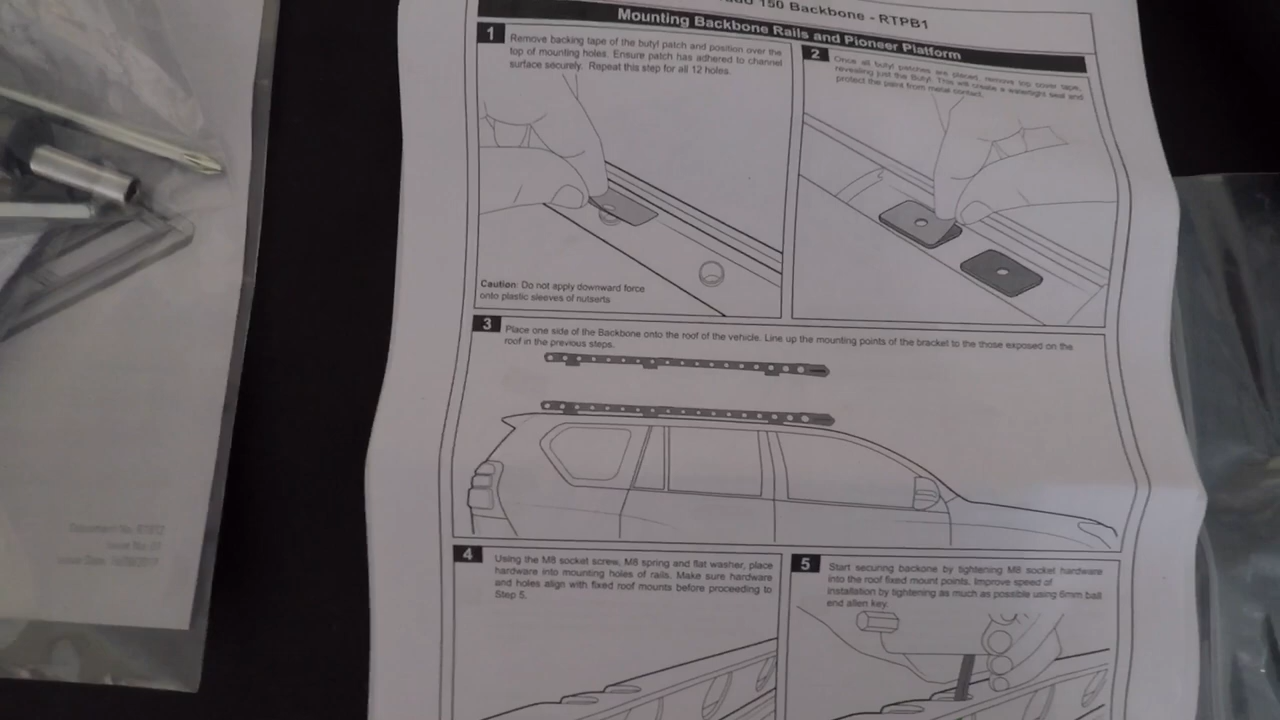 150 Backbone - RTPB1
Mounting Backbone Rails and Pioneer Platform
1
Remove backing tape of the butyl patch and position over the
top of mounting holes. Ensure patch has adhered to channel
surface securely. Repeat this step for all 12 holes.
Caution: Do not apply downward force
onto plastic sleeves of nutserts
2
Once all butyl patches are placed, remove top cover tape,
revealing just the Butyl. This will create a watertight seal and
protect the paint from metal contact.
3
Place one side of the Backbone onto the roof of the vehicle. Line up the mounting points of the bracket to the those exposed on the
roof in the previous steps.
4
Using the M8 socket screw, M8 spring and flat washer, place
hardware into mounting holes of rails. Make sure hardware
and holes align with fixed roof mounts before proceeding to
Step 5.
5
Start securing backone by tightening M8 socket hardware
into the roof fixed mount points. Improve speed of
installation by tightening as much as possible using 6mm ball
end allen key.
Document No.
Issue No:
Issue Date: